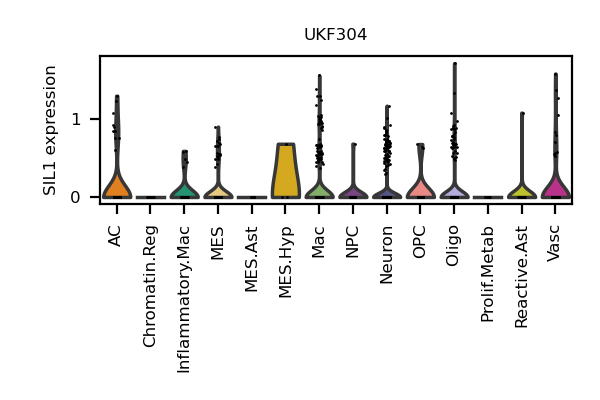 UKF304
SIL1 expression
1
0
AC
Chromatin.Reg
Inflammatory.Mac
MES
MES.Ast
MES.Hyp
Mac
NPC
Neuron
OPC
Oligo
Prolif.Metab
Reactive.Ast
Vasc